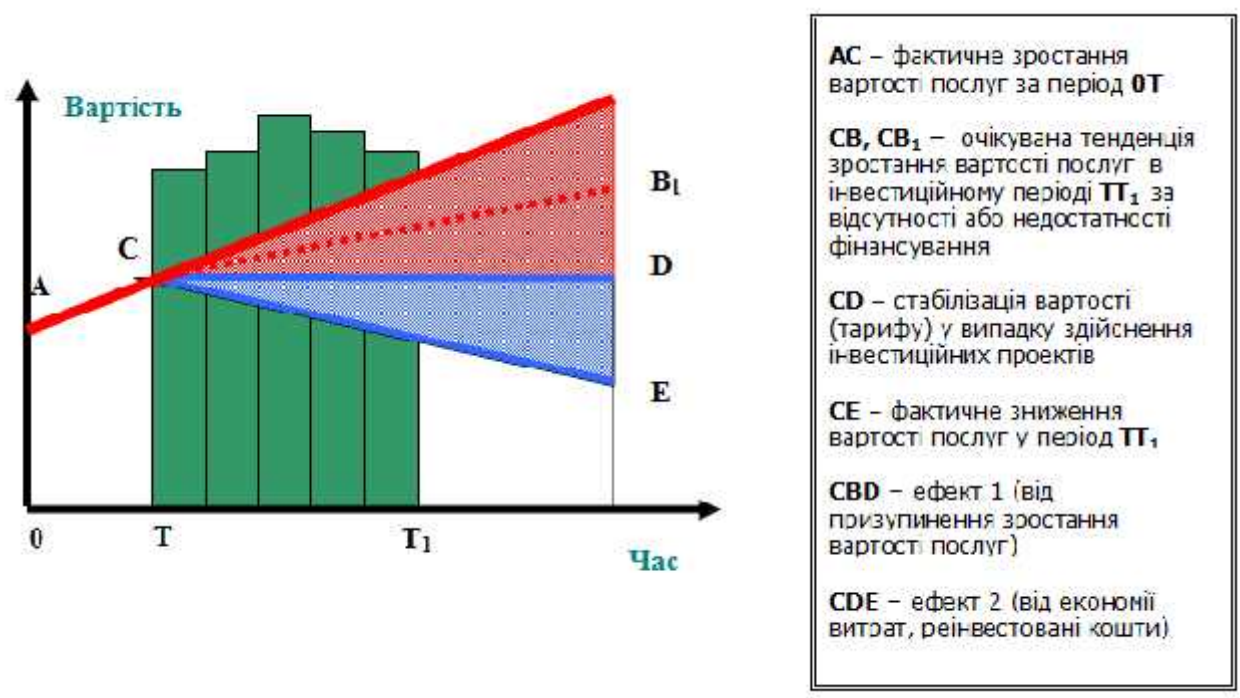 Вартість
B₁
C
D
A
E
0
T
T₁
Час
AC – фактичне зростання
вартості послуг за період 0T
CB, CB₁ – очікувана тенденція
зростання вартості послуг в
інвестиційному періоді TT₁ за
відсутності або недостатності
фінансування
CD – стабілізація вартості
(тарифу) у випадку здійснення
інвестиційних проектів
CE – фактичне зниження
вартості послуг у період TT₁
CBD – ефект 1 (від
призупинення зростання
вартості послуг)
CDE – ефект 2 (від економії
витрат, реінвестовані кошти)